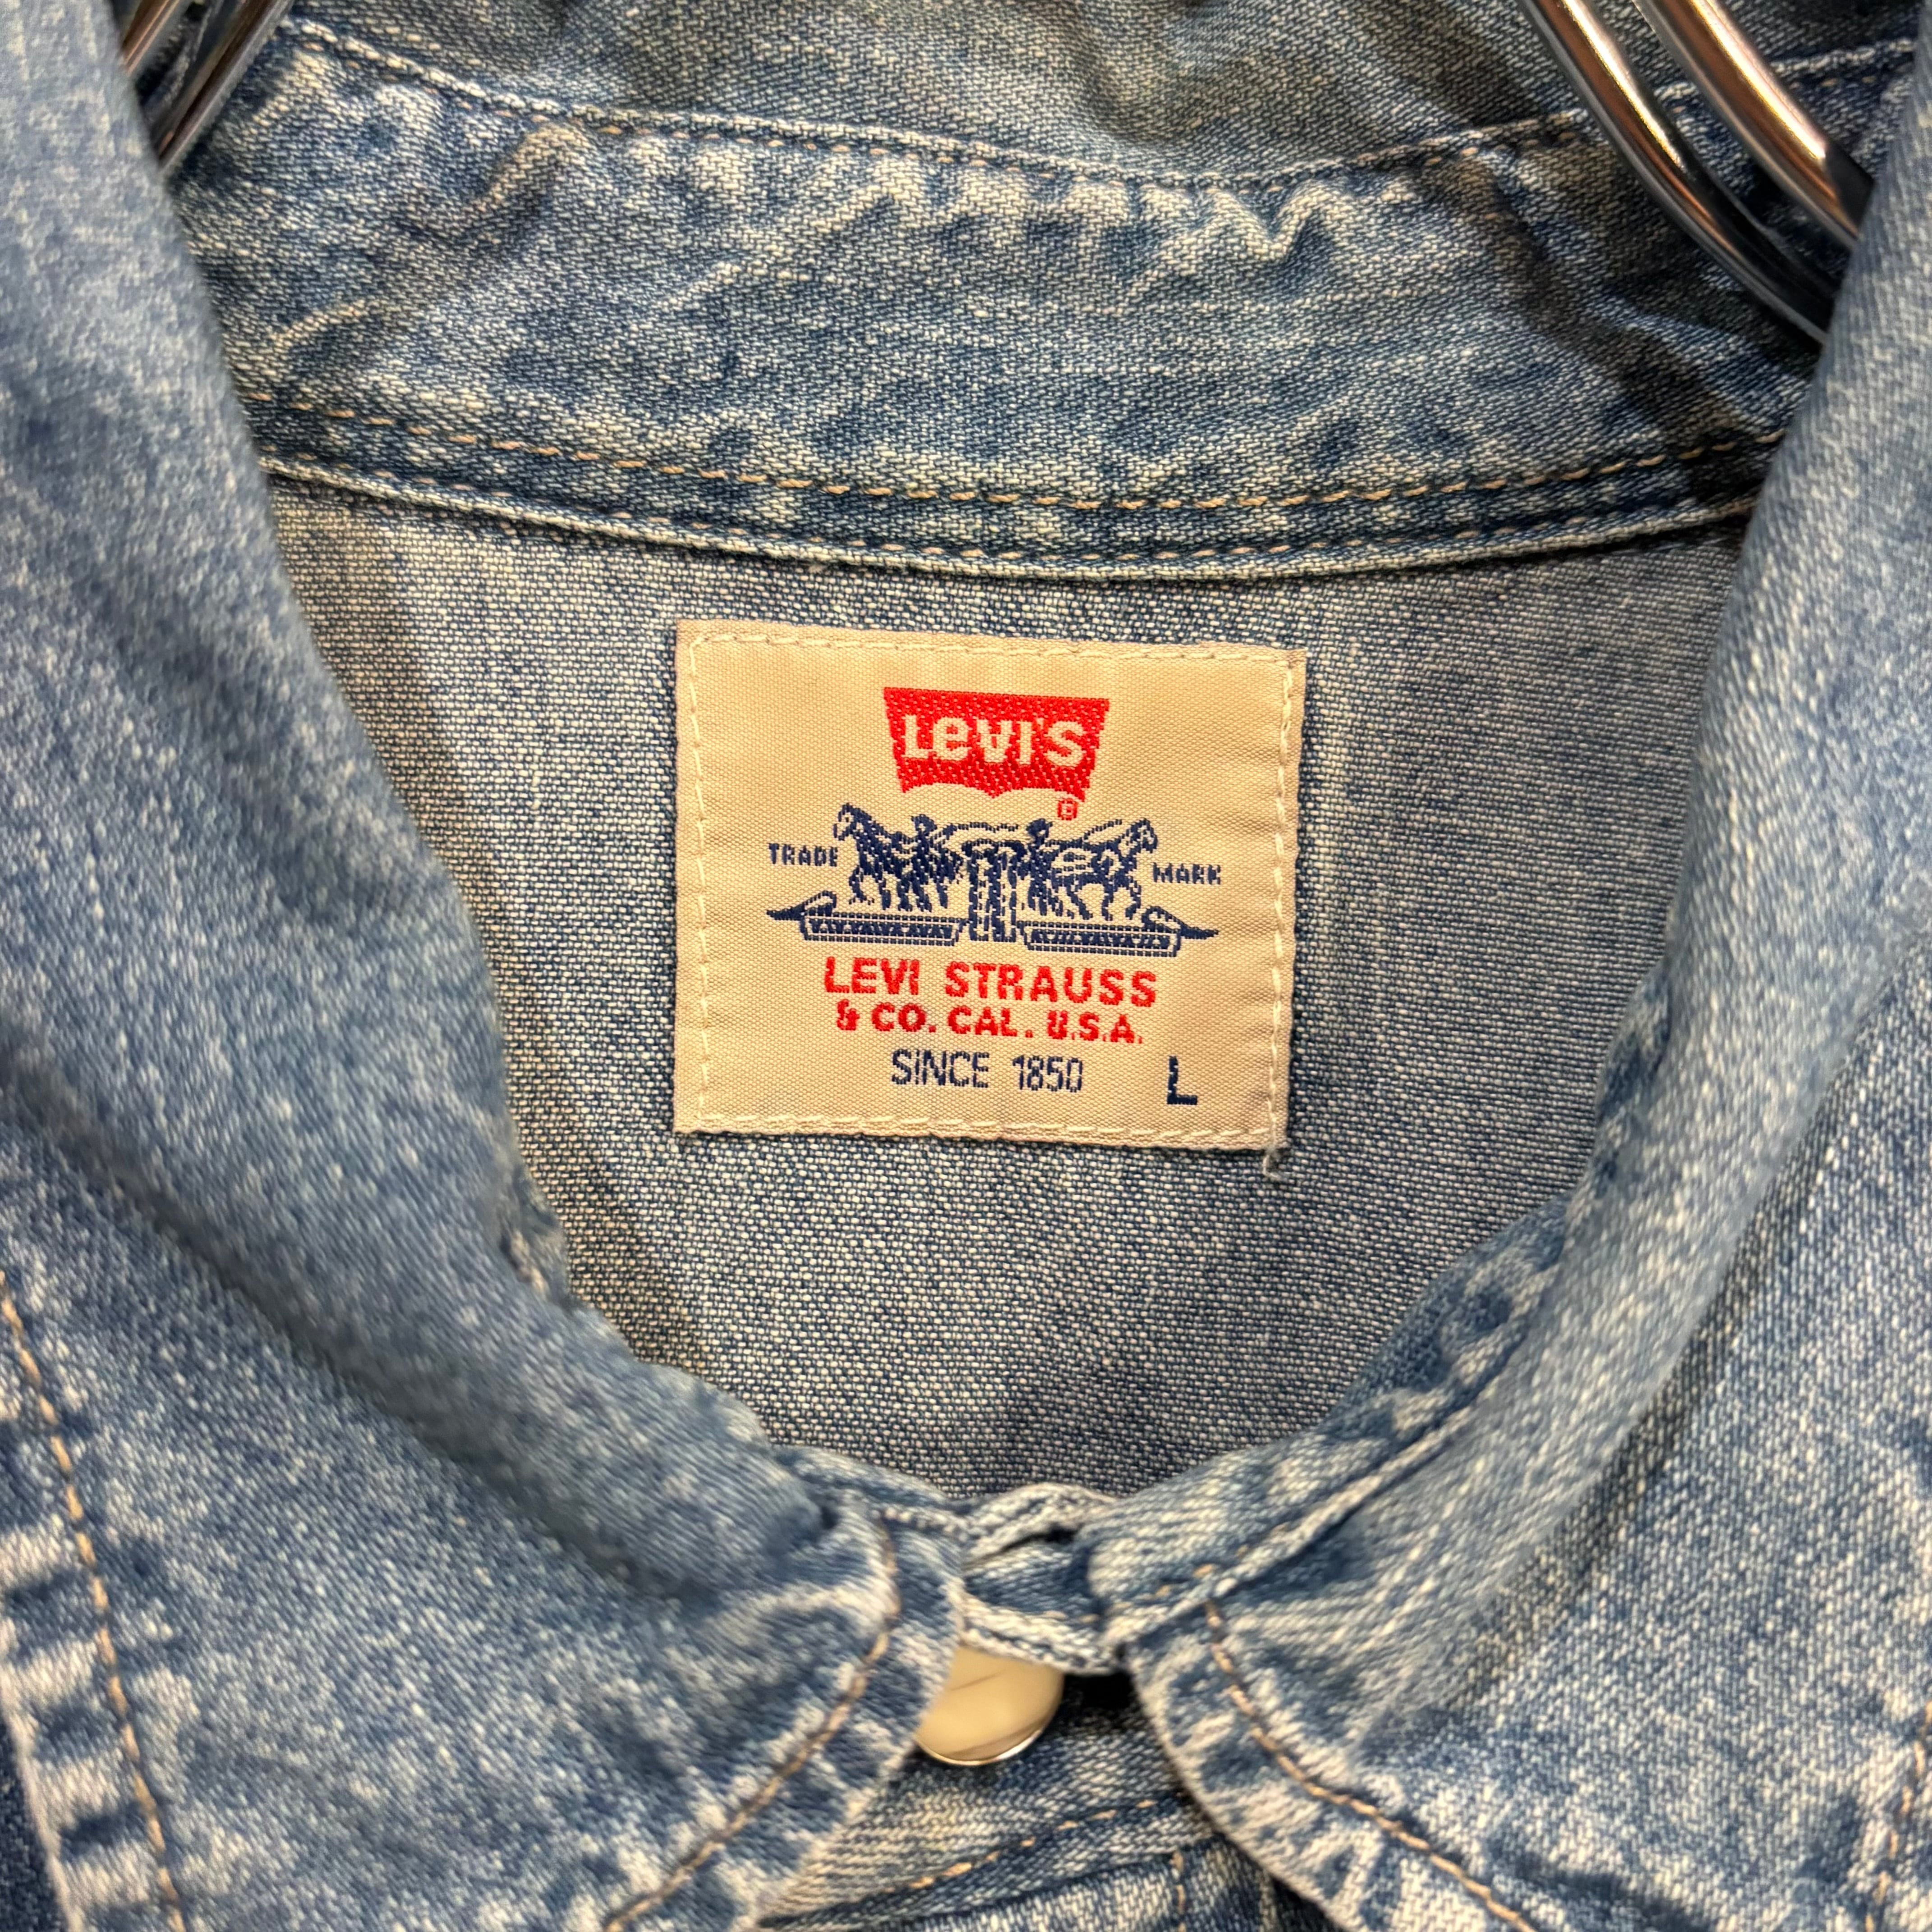 LEVI'S
®
TRADE MARK
LEVI STRAUSS
& CO. CAL. U.S.A.
SINCE 1850 L